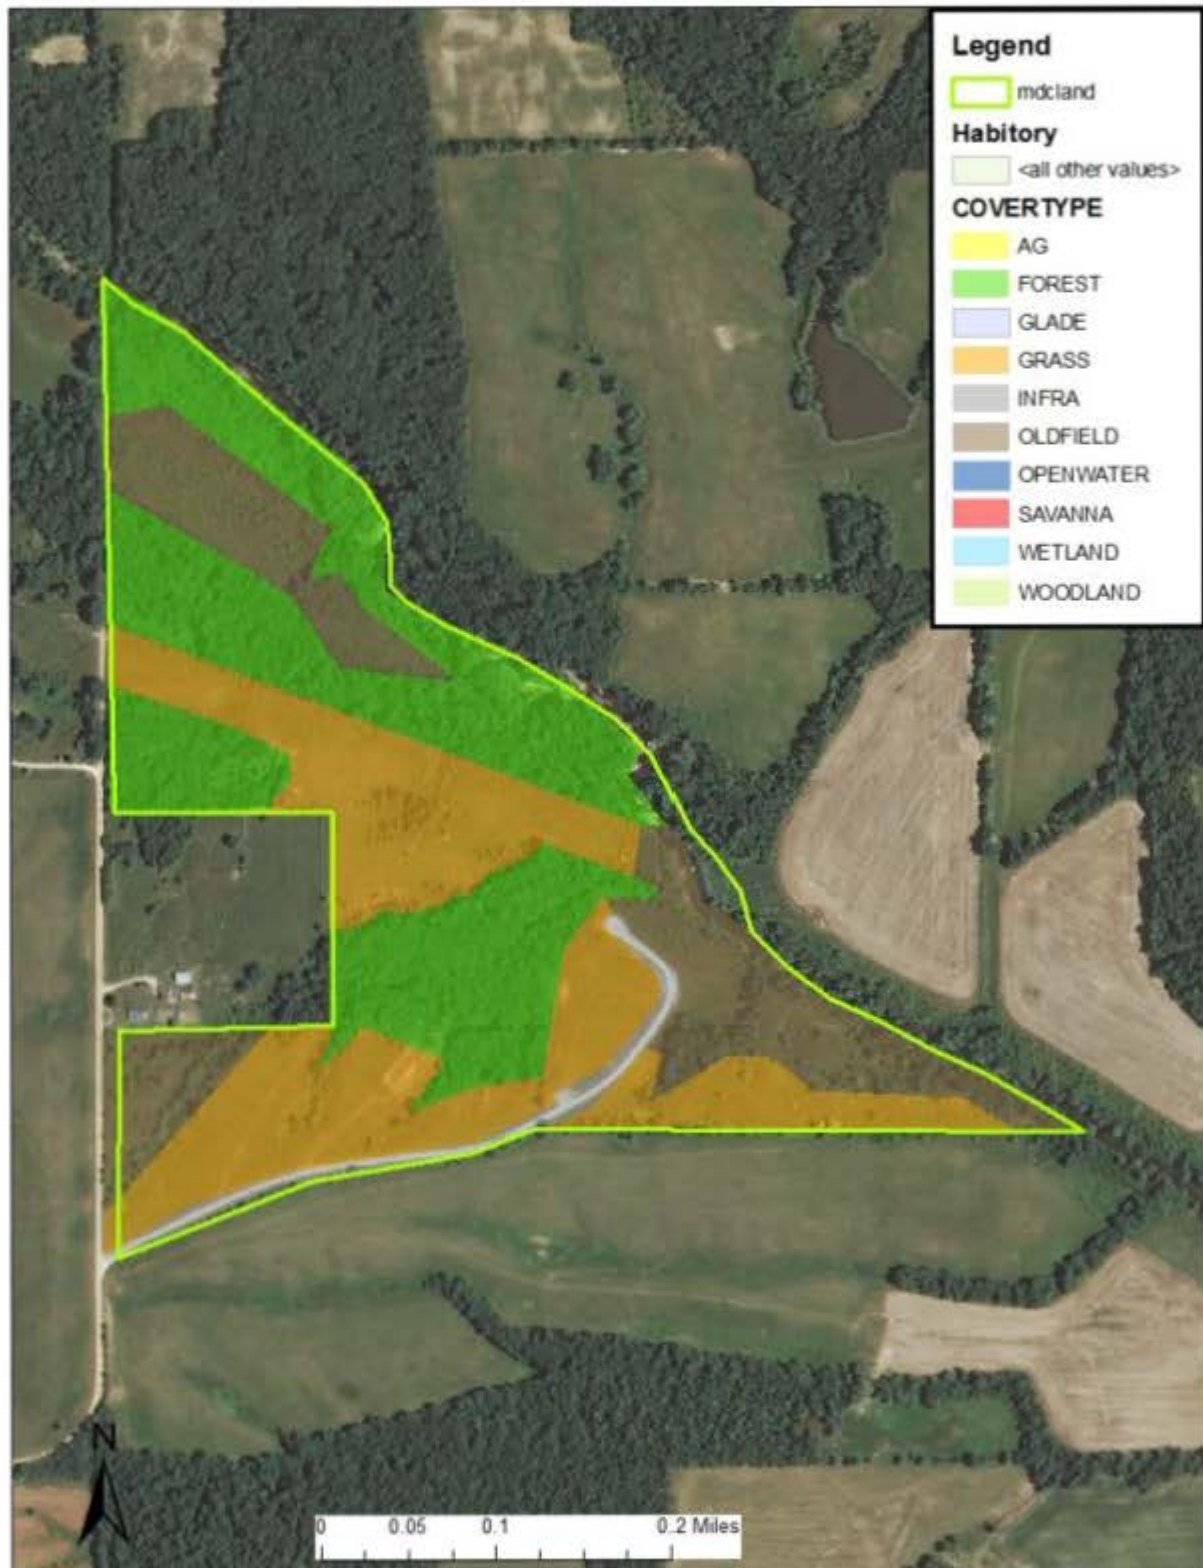 Legend
mdcland
Habitory
<all other values>
COVERTYPE
AG
FOREST
GLADE
GRASS
INFRA
OLDFIELD
OPENWATER
SAVANNA
WETLAND
WOODLAND
N
0 0.05 0.1 0.2 Miles